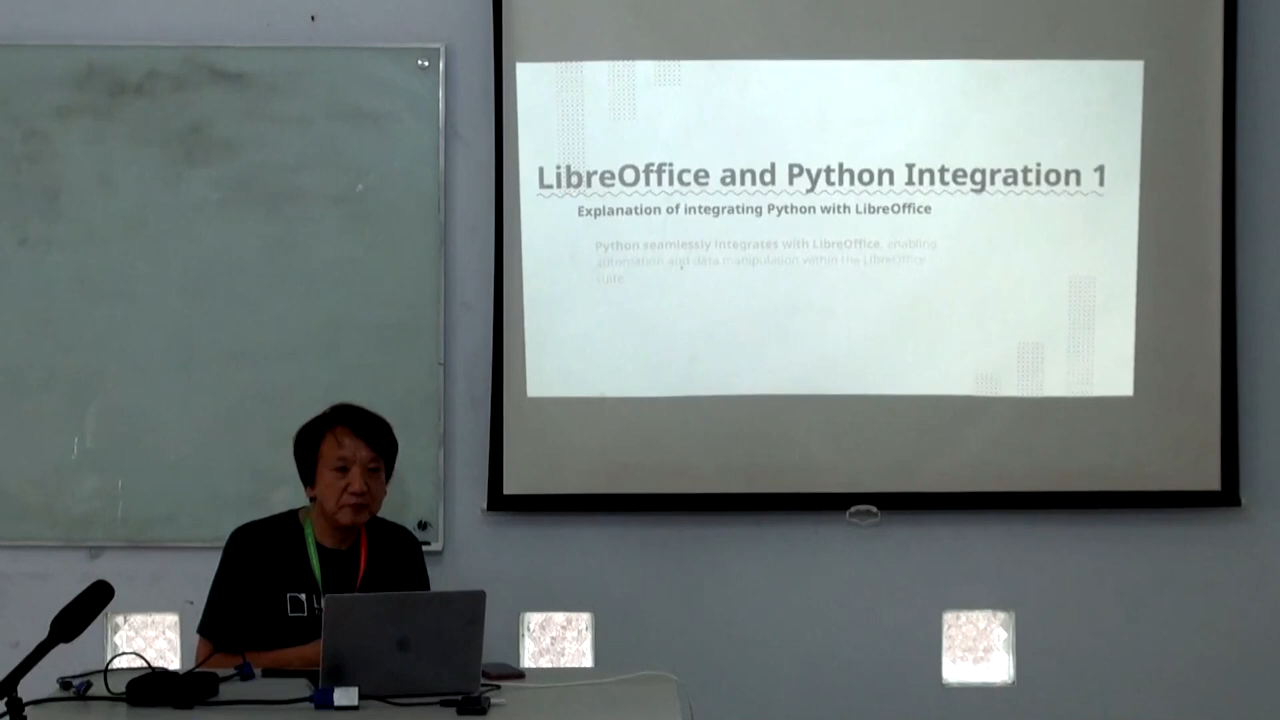 LibreOffice and Python Integration 1
Explanation of integrating Python with LibreOffice
Python seamlessly integrates with LibreOffice, enabling
automation and data manipulation within the LibreOffice
suite